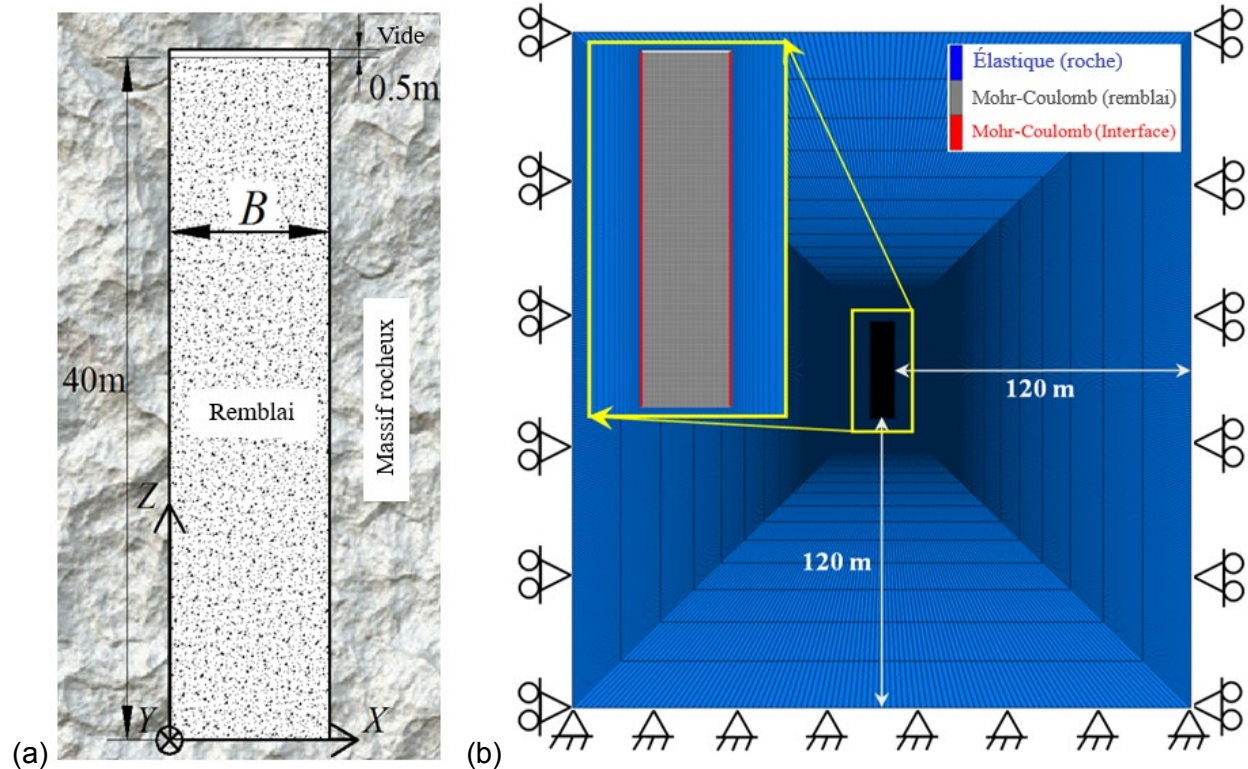 Vide
0.5m
B
40m
Remblai
Massif rocheux
Z
Y
X
(a)
Élastique (roche)
Mohr-Coulomb (remblai)
Mohr-Coulomb (Interface)
120 m
120 m
(b)